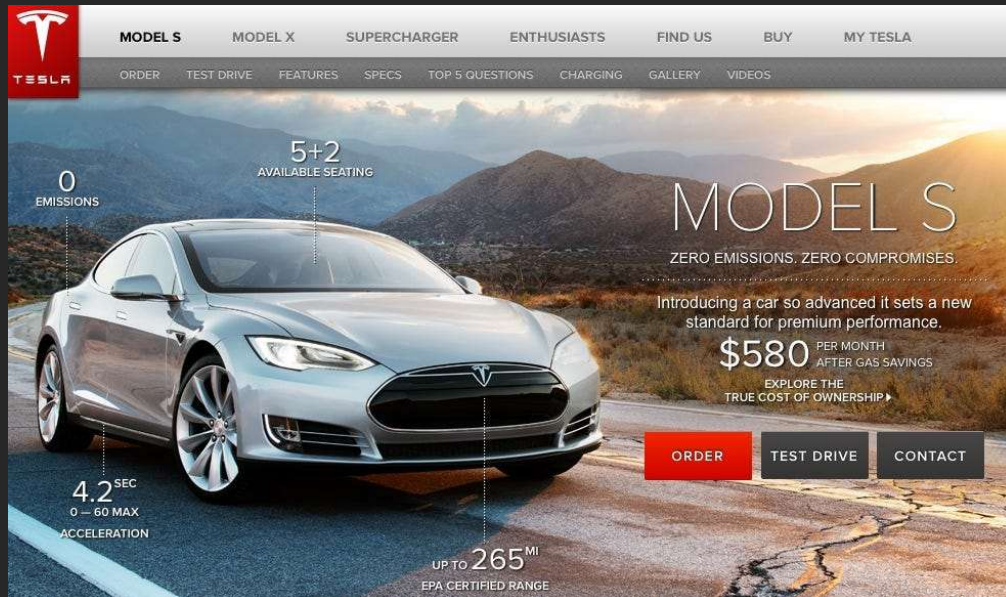 TESLA
MODEL S MODEL X SUPERCHARGER ENTHUSIASTS FIND US BUY MY TESLA
ORDER TEST DRIVE FEATURES SPECS TOP 5 QUESTIONS CHARGING GALLERY VIDEOS
5+2
AVAILABLE SEATING
0
EMISSIONS
MODEL S
ZERO EMISSIONS. ZERO COMPROMISES.
Introducing a car so advanced it sets a new
standard for premium performance.
$580 PER MONTH
AFTER GAS SAVINGS
EXPLORE THE
TRUE COST OF OWNERSHIP
ORDER TEST DRIVE CONTACT
4.2 SEC
0 — 60 MAX
ACCELERATION
UP TO 265 MI
EPA CERTIFIED RANGE